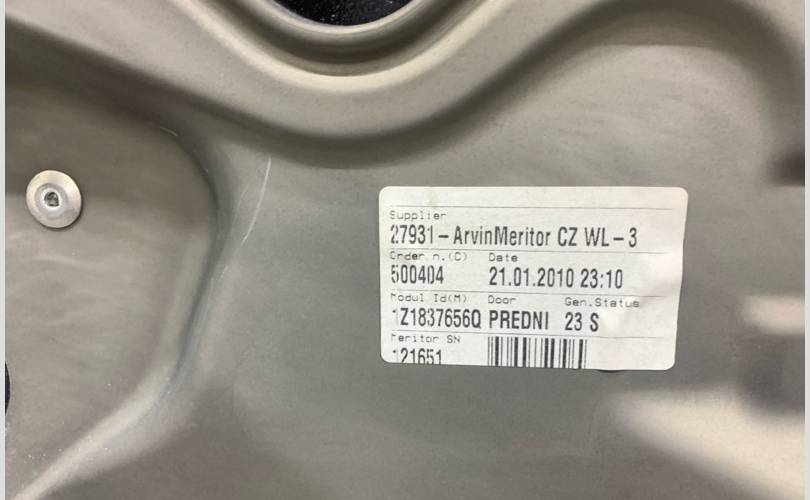 Supplier
27931-ArvinMeritor CZ WL-3
Order n.(C) Date
500404 21.01.2010 23:10
Modul Id(M) Door Gen.Status
1Z1837656Q PREDNI 23 S
Meritor SN
121651